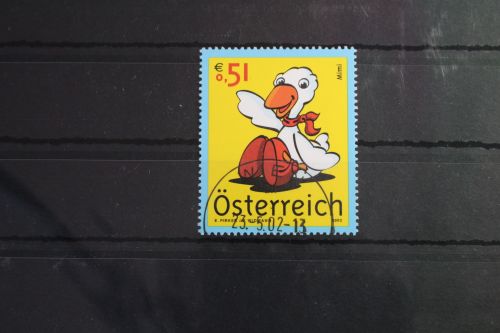 €
0,51
Mimi
Österreich
2002
23.5.02-13